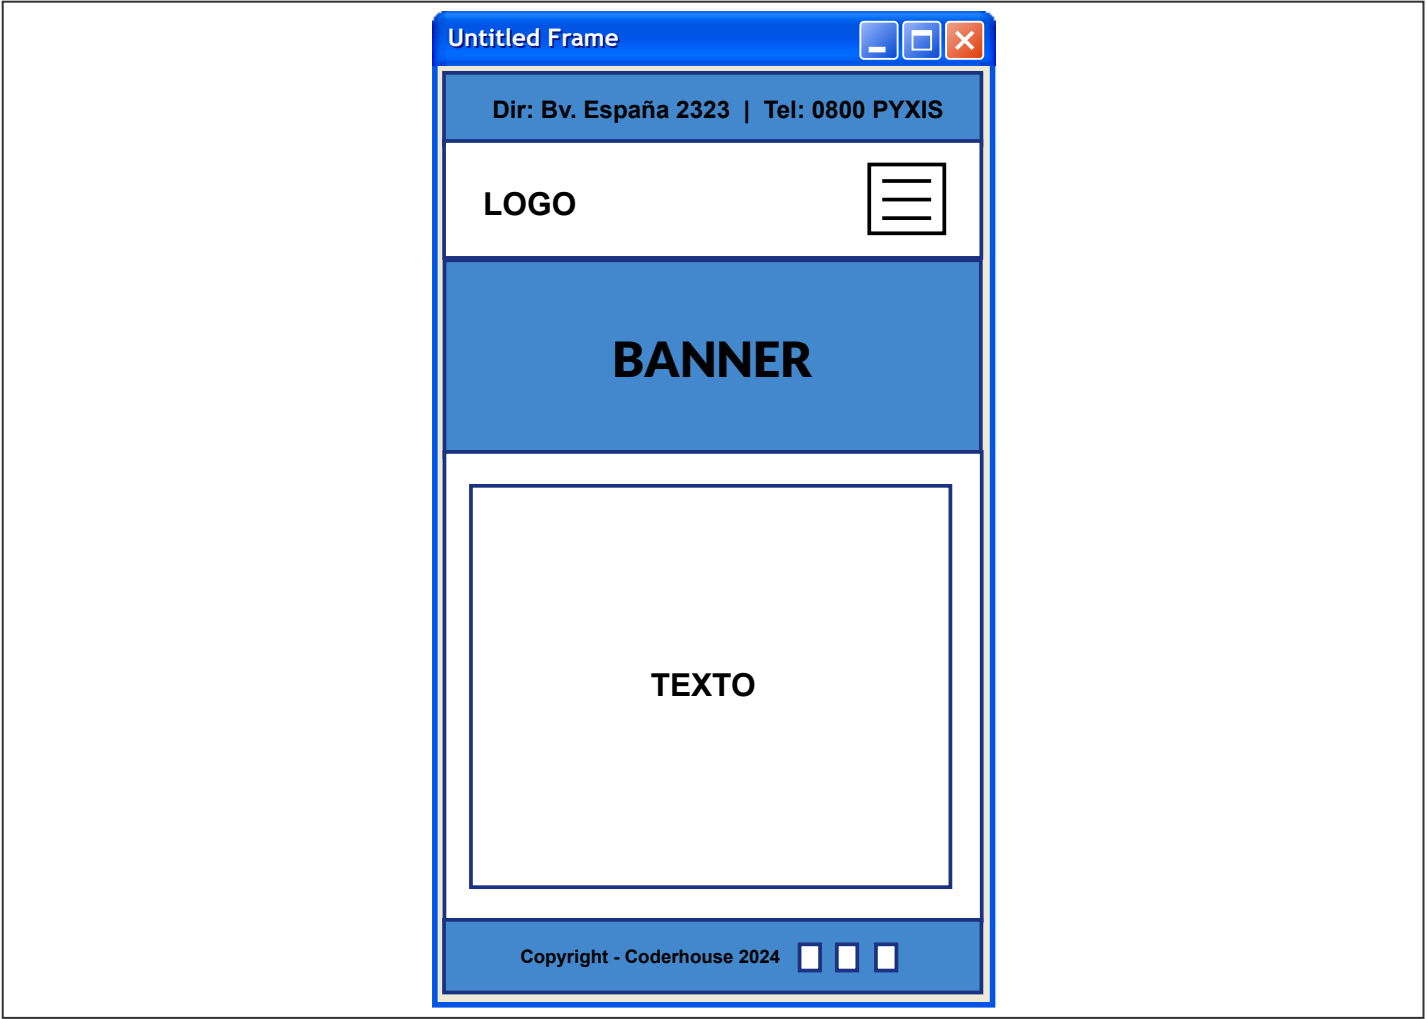 Untitled Frame
Dir: Bv. España 2323 | Tel: 0800 PYXIS
LOGO
BANNER
TEXTO
Copyright - Coderhouse 2024